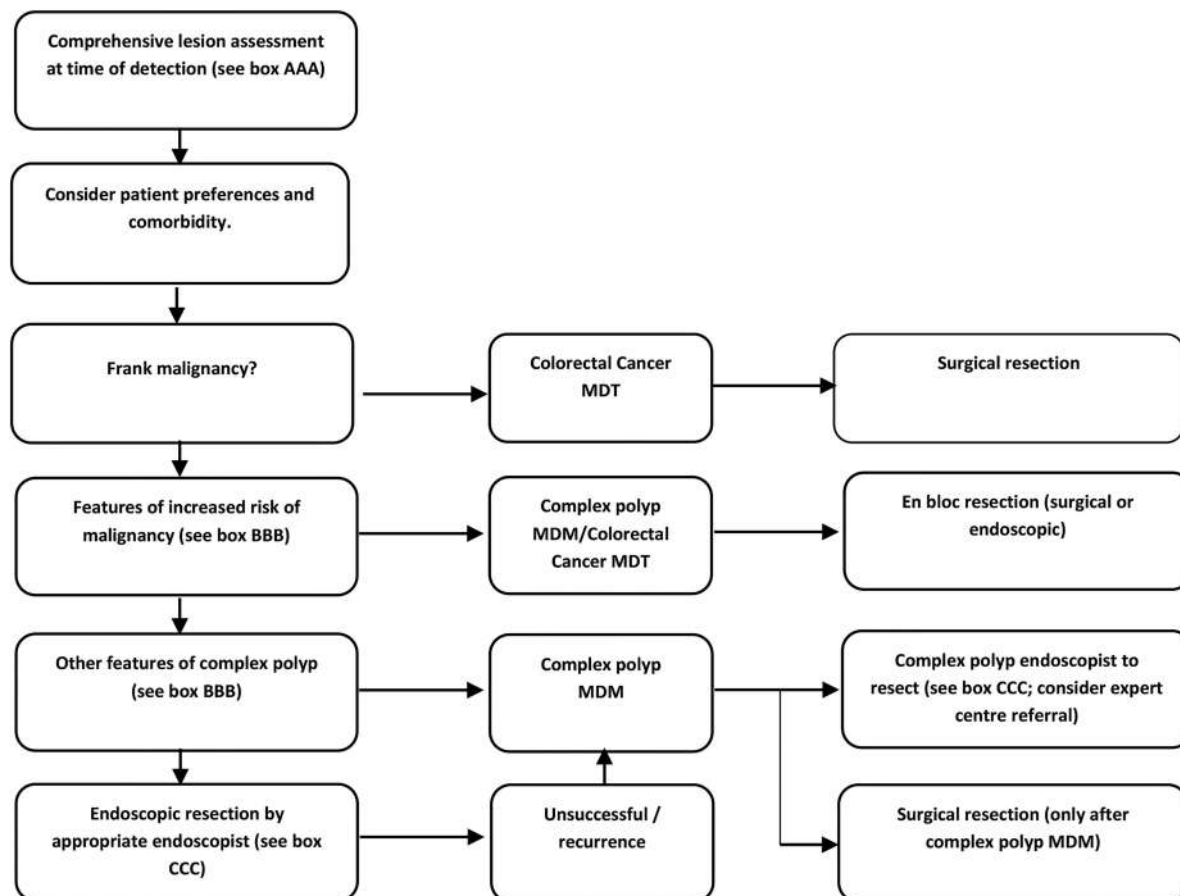 Comprehensive lesion assessment
at time of detection (see box AAA)
Consider patient preferences and
comorbidity.
Frank malignancy?
Colorectal Cancer
MDT
Surgical resection
Features of increased risk of
malignancy (see box BBB)
Complex polyp
MDM/Colorectal
Cancer MDT
En bloc resection (surgical or
endoscopic)
Other features of complex polyp
(see box BBB)
Complex polyp
MDM
Complex polyp endoscopist to
resect (see box CCC; consider expert
centre referral)
Endoscopic resection by
appropriate endoscopist (see box
CCC)
Unsuccessful /
recurrence
Surgical resection (only after
complex polyp MDM)